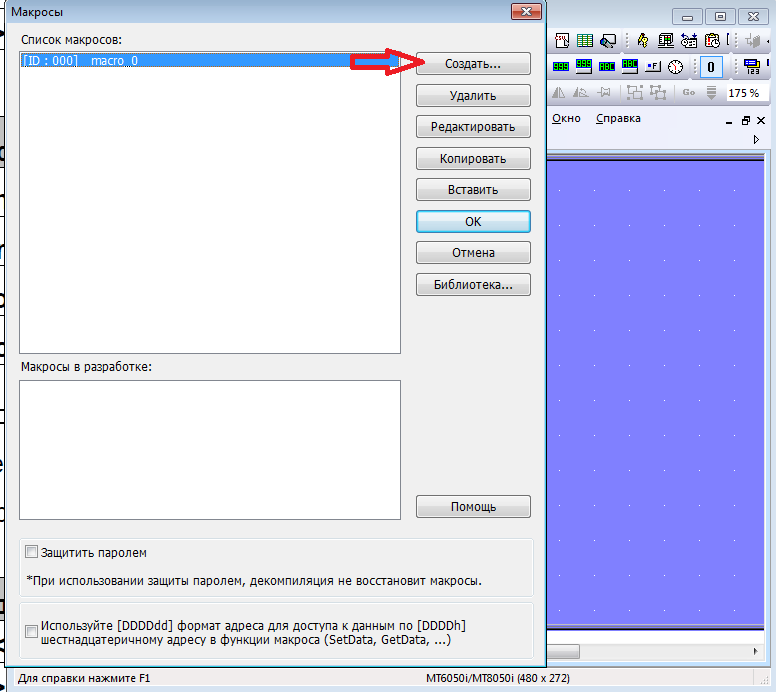 Макросы
Список макросов:
[ID : 000] macro_0
Создать...
Удалить
Редактировать
Копировать
Вставить
OK
Отмена
Библиотека...
Макросы в разработке:
Помощь
Защитить паролем
*При использовании защиты паролем, декомпиляция не восстановит макросы.
Используйте [DDDDdd] формат адреса для доступа к данным по [DDDDh]
шестнадцатеричному адресу в функции макроса (SetData, GetData, ...)
Go
175 %
Окно Справка
Для справки нажмите F1
MT6050i/MT8050i (480 x 272)